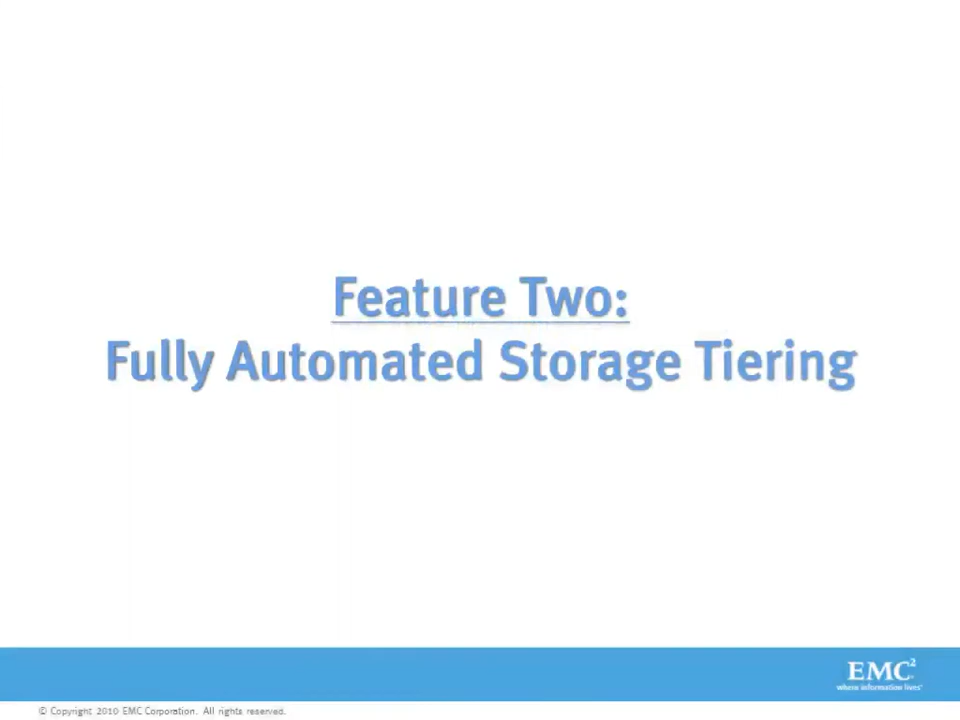 Feature Two:
Fully Automated Storage Tiering
EMC²
where information lives®
© Copyright 2010 EMC Corporation. All rights reserved.